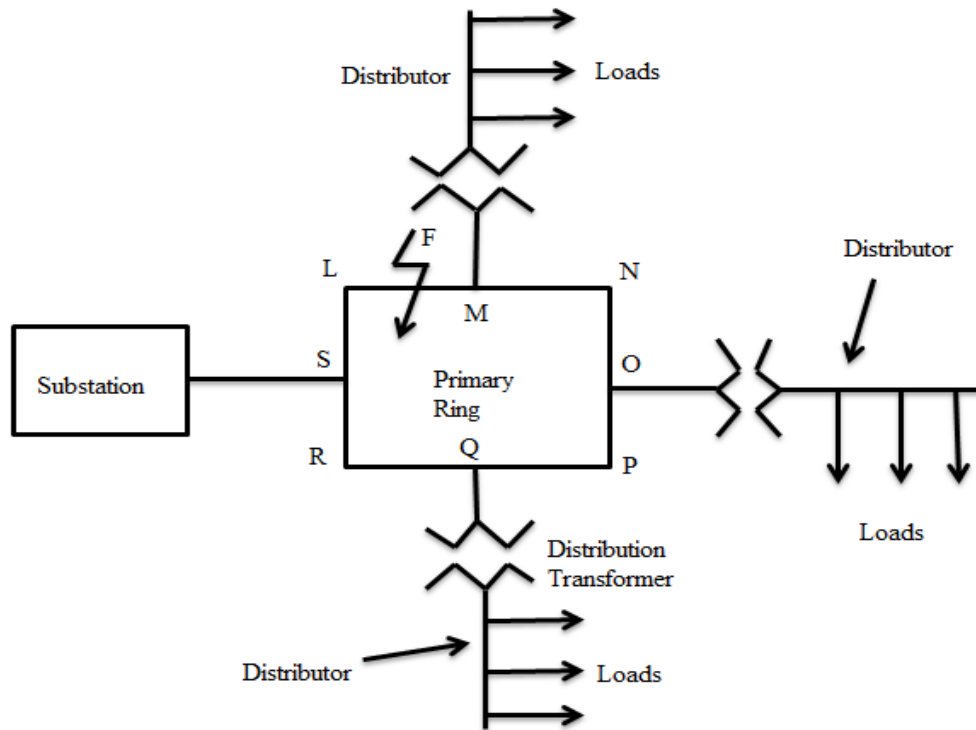 Distributor
Loads
F
L
N
Distributor
M
Substation
S
O
Primary
Ring
R
Q
P
Distribution
Transformer
Loads
Distributor
Loads